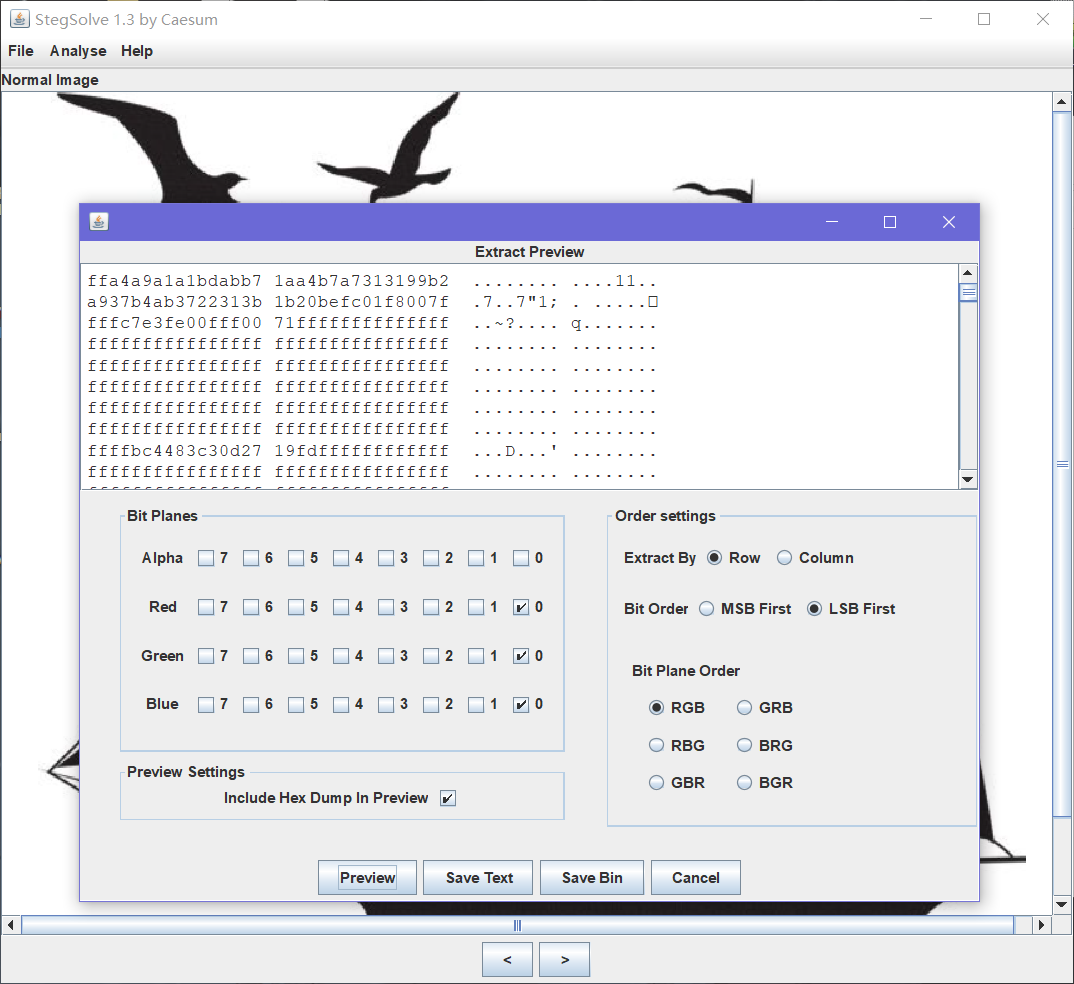 StegSolve 1.3 by Caesum
File Analyse Help
Normal Image
Extract Preview
ffa4a9a1a1bdabb7 1aa4b7a7313199b2 ........ ....11..
a937b4ab3722313b 1b20befc01f8007f .7..7"1; . .....□
fffc7e3fe00fff00 71ffffffffffffff ..~?.... q.......
ffffffffffffffff ffffffffffffffff ........ ........
ffffffffffffffff ffffffffffffffff ........ ........
ffffffffffffffff ffffffffffffffff ........ ........
ffffffffffffffff ffffffffffffffff ........ ........
ffffffffffffffff ffffffffffffffff ........ ........
ffffbc4483c30d27 19fdffffffffffff ...D...' ........
ffffffffffffffff ffffffffffffffff ........ ........
Bit Planes
Alpha 7 6 5 4 3 2 1 0
Red 7 6 5 4 3 2 1 0
Green 7 6 5 4 3 2 1 0
Blue 7 6 5 4 3 2 1 0
Preview Settings
Include Hex Dump In Preview
Order settings
Extract By Row Column
Bit Order MSB First LSB First
Bit Plane Order
RGB GRB
RBG BRG
GBR BGR
Preview Save Text Save Bin Cancel
< >